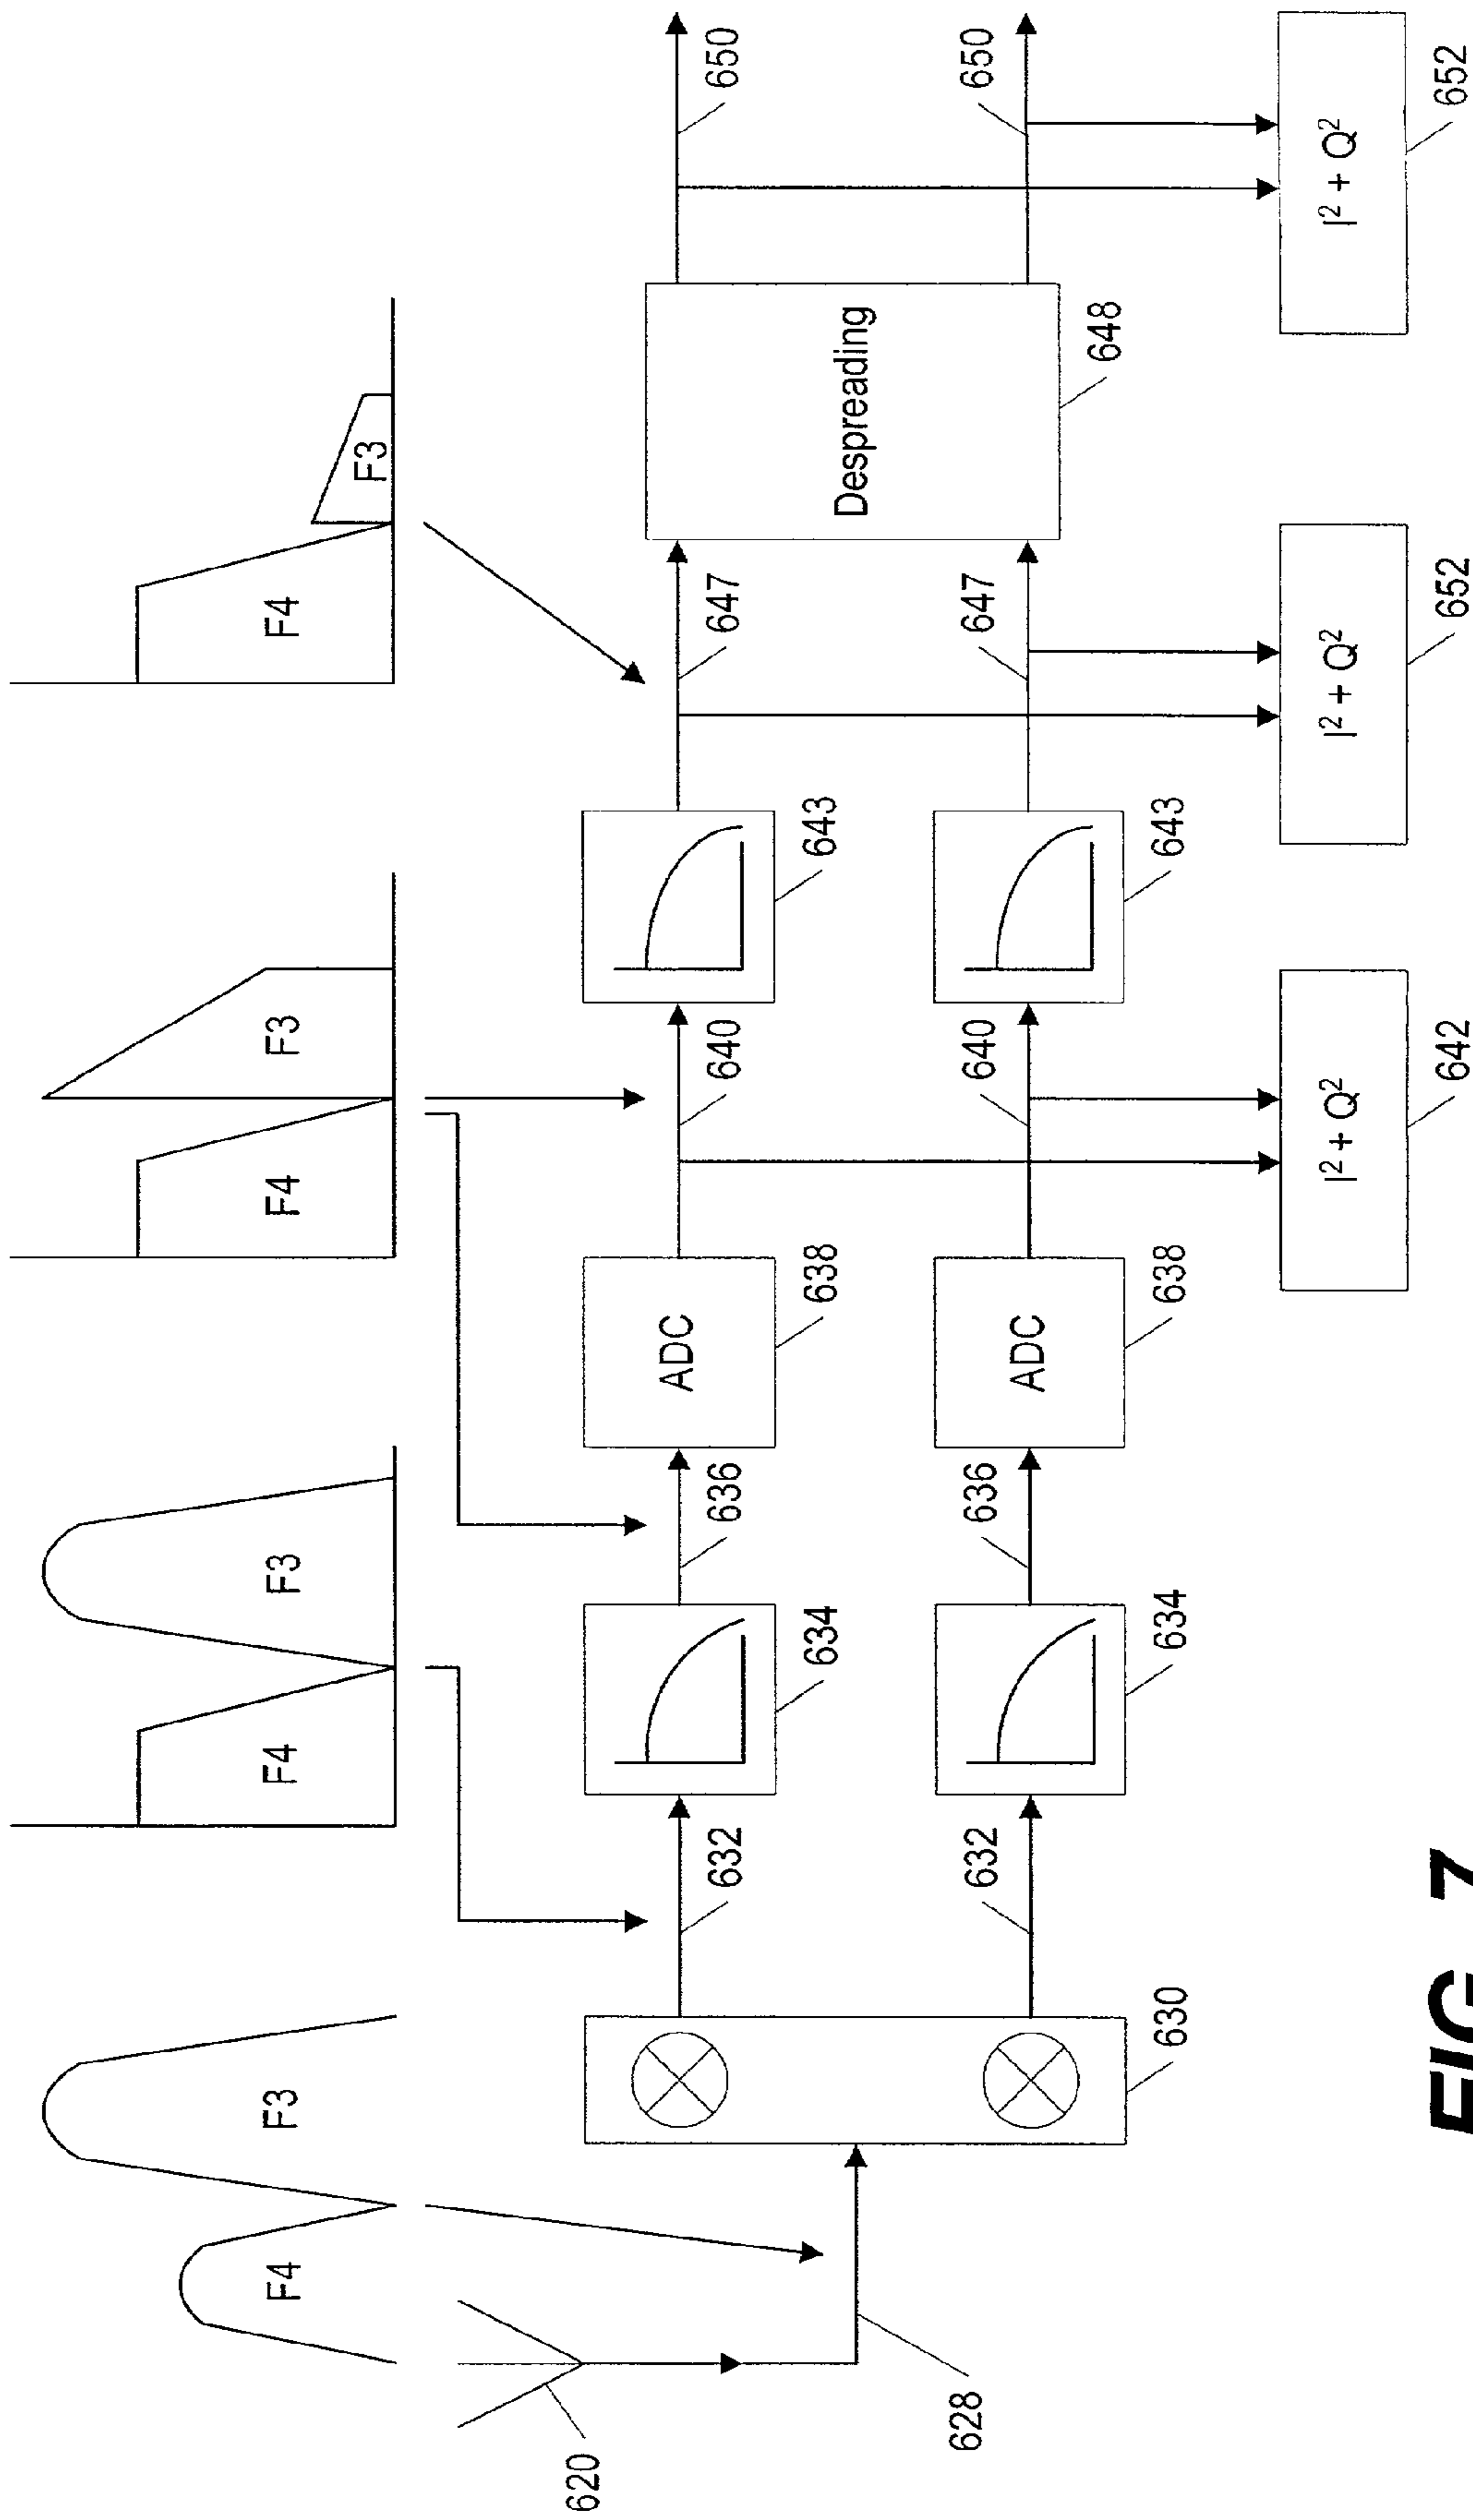 F4
F3
F4
F3
F4
F3
F4
F3
620
628
630
632
634
636
ADC
638
640
643
647
Despreading
648
650
632
634
636
ADC
638
640
643
647
650
I² + Q²
642
I² + Q²
652
I² + Q²
652
FIG. 7